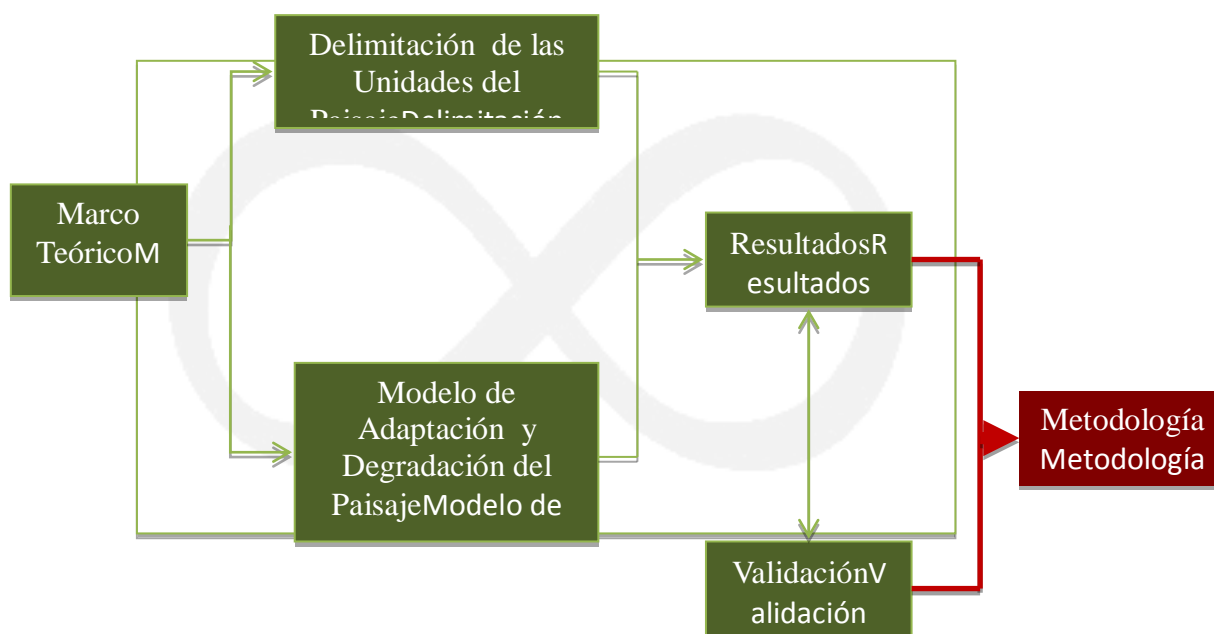 Delimitación de las
Unidades del
PaisajeDelimitación
Marco
TeóricoM
ResultadosR
esultados
Modelo de
Adaptación y
Degradación del
PaisajeModelo de
Metodología
Metodología
ValidaciónV
alidación